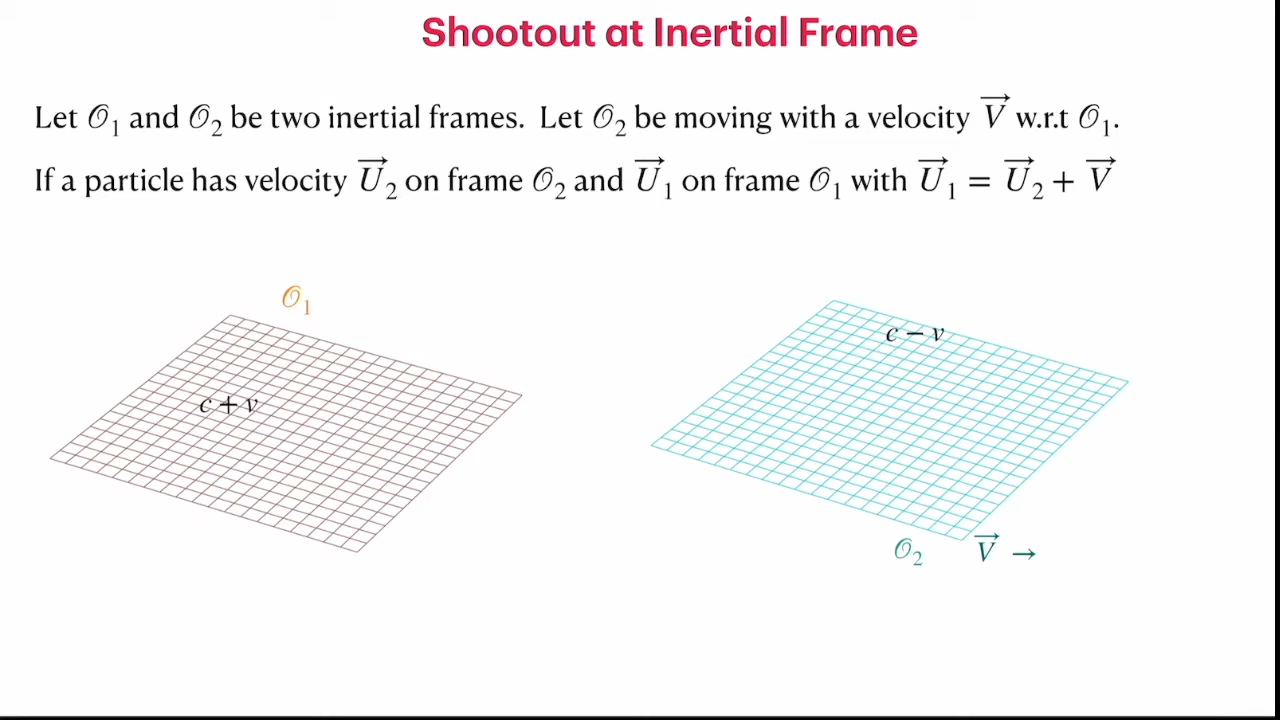 Shootout at Inertial Frame
Let 𝒪₁ and 𝒪₂ be two inertial frames. Let 𝒪₂ be moving with a velocity V⃗ w.r.t 𝒪₁.
If a particle has velocity U⃗₂ on frame 𝒪₂ and U⃗₁ on frame 𝒪₁ with U⃗₁ = U⃗₂ + V⃗
𝒪₁
c + v
c − v
𝒪₂ V⃗ →